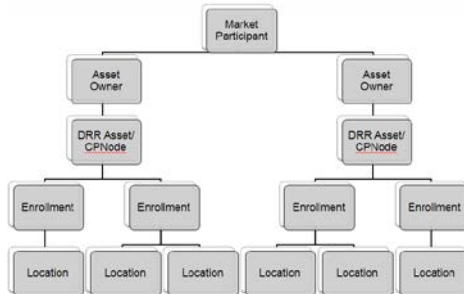 Market
Participant
Asset
Owner
Asset
Owner
DRR Asset/
CPNode
DRR Asset/
CPNode
Enrollment
Enrollment
Enrollment
Enrollment
Location
Location
Location
Location
Location
Location